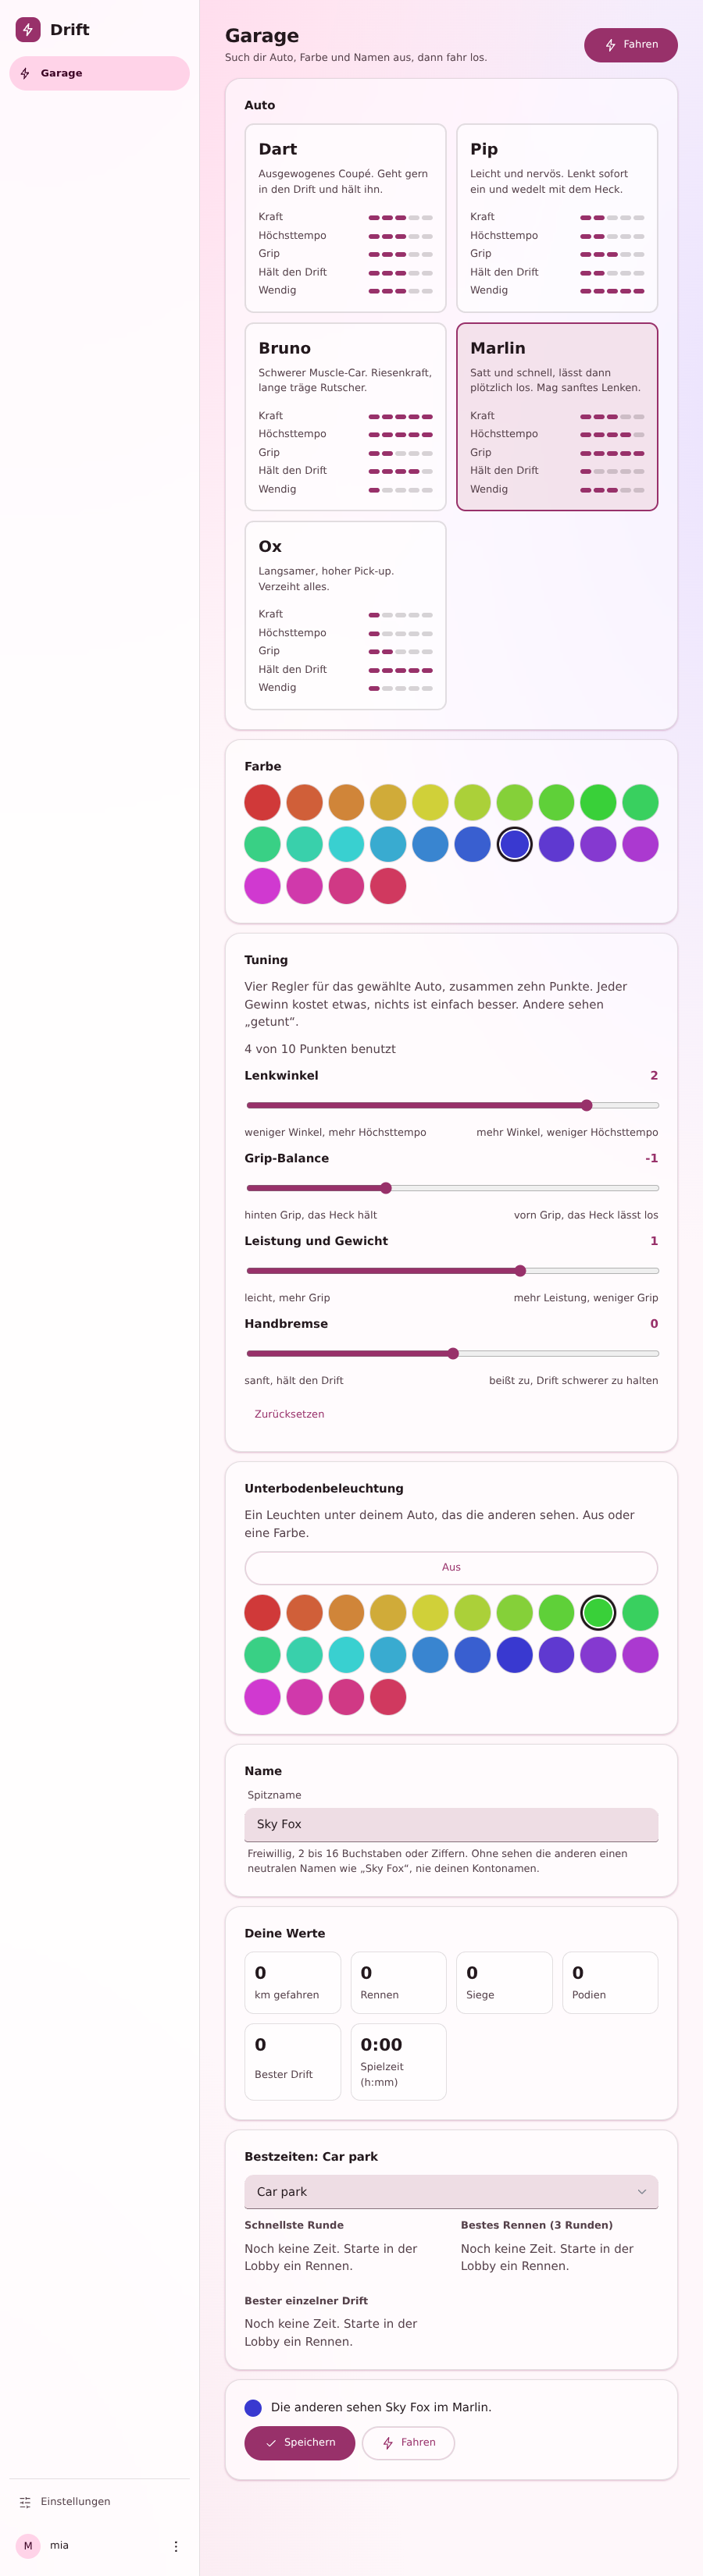 Drift
Garage
Garage
Such dir Auto, Farbe und Namen aus, dann fahr los.
Fahren
Auto
Dart
Ausgewogenes Coupé. Geht gern
in den Drift und hält ihn.
Kraft
Höchsttempo
Grip
Hält den Drift
Wendig
Pip
Leicht und nervös. Lenkt sofort
ein und wedelt mit dem Heck.
Kraft
Höchsttempo
Grip
Hält den Drift
Wendig
Bruno
Schwerer Muscle-Car. Riesenkraft,
lange träge Rutscher.
Kraft
Höchsttempo
Grip
Hält den Drift
Wendig
Marlin
Satt und schnell, lässt dann
plötzlich los. Mag sanftes Lenken.
Kraft
Höchsttempo
Grip
Hält den Drift
Wendig
Ox
Langsamer, hoher Pick-up.
Verzeiht alles.
Kraft
Höchsttempo
Grip
Hält den Drift
Wendig
Farbe
Tuning
Vier Regler für das gewählte Auto, zusammen zehn Punkte. Jeder
Gewinn kostet etwas, nichts ist einfach besser. Andere sehen
„getunt“.
4 von 10 Punkten benutzt
Lenkwinkel 2
weniger Winkel, mehr Höchsttempo mehr Winkel, weniger Höchsttempo
Grip-Balance -1
hinten Grip, das Heck hält vorn Grip, das Heck lässt los
Leistung und Gewicht 1
leicht, mehr Grip mehr Leistung, weniger Grip
Handbremse 0
sanft, hält den Drift beißt zu, Drift schwerer zu halten
Zurücksetzen
Unterbodenbeleuchtung
Ein Leuchten unter deinem Auto, das die anderen sehen. Aus oder
eine Farbe.
Aus
Name
Spitzname
Sky Fox
Freiwillig, 2 bis 16 Buchstaben oder Ziffern. Ohne sehen die anderen einen
neutralen Namen wie „Sky Fox“, nie deinen Kontonamen.
Deine Werte
0
km gefahren
0
Rennen
0
Siege
0
Podien
0
Bester Drift
0:00
Spielzeit
(h:mm)
Bestzeiten: Car park
Car park
Schnellste Runde
Noch keine Zeit. Starte in der
Lobby ein Rennen.
Bestes Rennen (3 Runden)
Noch keine Zeit. Starte in der
Lobby ein Rennen.
Bester einzelner Drift
Noch keine Zeit. Starte in der
Lobby ein Rennen.
Die anderen sehen Sky Fox im Marlin.
Speichern
Fahren
Einstellungen
M
mia